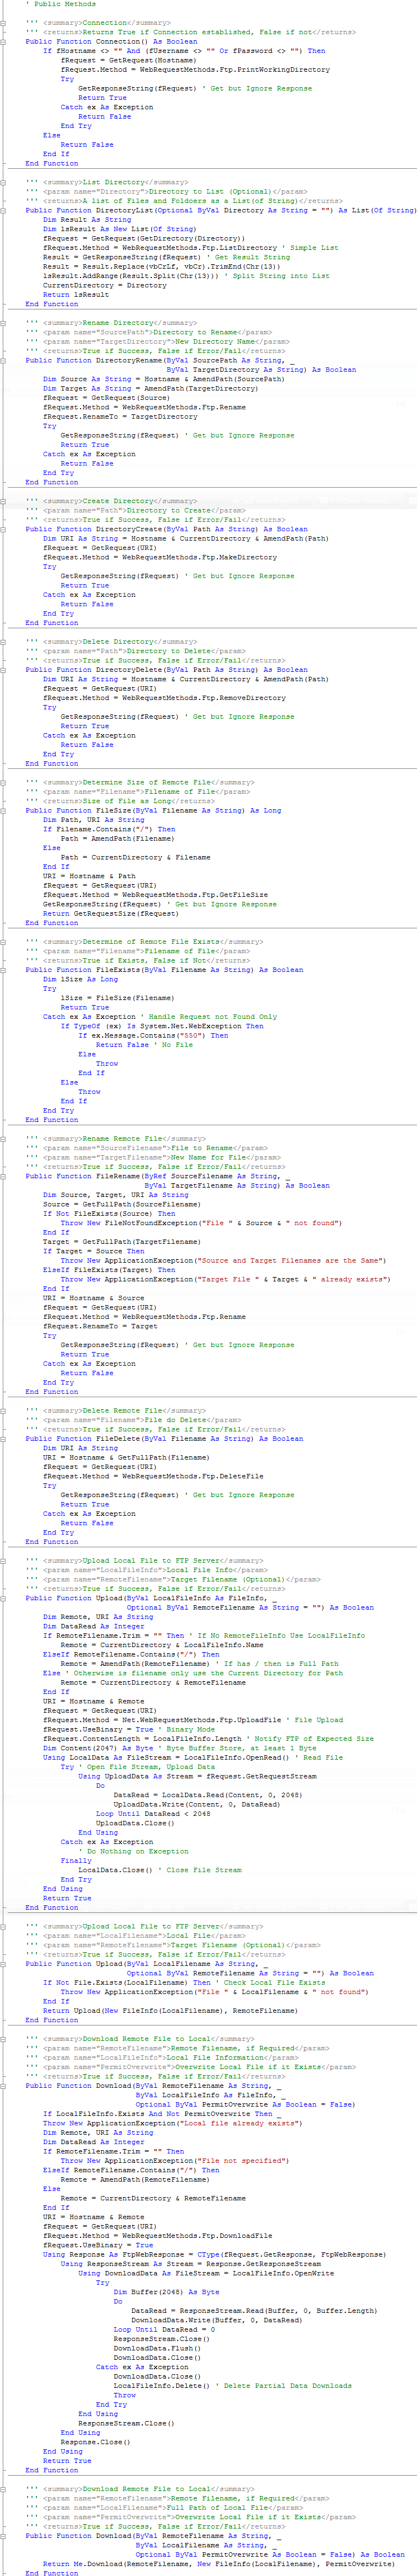 ' Public Methods
''' <summary>Connection</summary>
''' <returns>Returns True if Connection established, False if not</returns>
Public Function Connection() As Boolean
If fHostname <> "" And (fUsername <> "" Or fPassword <> "") Then
fRequest = GetRequest(Hostname)
fRequest.Method = WebRequestMethods.Ftp.PrintWorkingDirectory
Try
GetResponseString(fRequest) ' Get but Ignore Response
Return True
Catch ex As Exception
Return False
End Try
Else
Return False
End If
End Function
''' <summary>List Directory</summary>
''' <param name="Directory">Directory to List (Optional)</param>
''' <returns>A list of Files and Foldoers as a List(of String)</returns>
Public Function DirectoryList(Optional ByVal Directory As String = "") As List(Of String)
Dim Result As String
Dim lsResult As New List(Of String)
fRequest = GetRequest(GetDirectory(Directory))
fRequest.Method = WebRequestMethods.Ftp.ListDirectory ' Simple List
Result = GetResponseString(fRequest) ' Get Result String
Result = Result.Replace(vbCrLf, vbCr).TrimEnd(Chr(13))
lsResult.AddRange(Result.Split(Chr(13))) ' Split String into List
CurrentDirectory = Directory
Return lsResult
End Function
''' <summary>Rename Directory</summary>
''' <param name="SourcePath">Directory to Rename</param>
''' <param name="TargetDirectory">New Directory Name</param>
''' <returns>True if Success, False if Error/Fail</returns>
Public Function DirectoryRename(ByVal SourcePath As String, _
ByVal TargetDirectory As String) As Boolean
Dim Source As String = Hostname & AmendPath(SourcePath)
Dim Target As String = AmendPath(TargetDirectory)
fRequest = GetRequest(Source)
fRequest.Method = WebRequestMethods.Ftp.Rename
fRequest.RenameTo = TargetDirectory
Try
GetResponseString(fRequest) ' Get but Ignore Response
Return True
Catch ex As Exception
Return False
End Try
End Function
''' <summary>Create Directory</summary>
''' <param name="Path">Directory to Create</param>
''' <returns>True if Success, False if Error/Fail</returns>
Public Function DirectoryCreate(ByVal Path As String) As Boolean
Dim URI As String = Hostname & CurrentDirectory & AmendPath(Path)
fRequest = GetRequest(URI)
fRequest.Method = WebRequestMethods.Ftp.MakeDirectory
Try
GetResponseString(fRequest) ' Get but Ignore Response
Return True
Catch ex As Exception
Return False
End Try
End Function
''' <summary>Delete Directory</summary>
''' <param name="Path">Directory to Delete</param>
''' <returns>True if Success, False if Error/Fail</returns>
Public Function DirectoryDelete(ByVal Path As String) As Boolean
Dim URI As String = Hostname & CurrentDirectory & AmendPath(Path)
fRequest = GetRequest(URI)
fRequest.Method = WebRequestMethods.Ftp.RemoveDirectory
Try
GetResponseString(fRequest) ' Get but Ignore Response
Return True
Catch ex As Exception
Return False
End Try
End Function
''' <summary>Determine Size of Remote File</summary>
''' <param name="Filename">Filename of File</param>
''' <returns>Size of File as Long</returns>
Public Function FileSize(ByVal Filename As String) As Long
Dim Path, URI As String
If Filename.Contains("/") Then
Path = AmendPath(Filename)
Else
Path = CurrentDirectory & Filename
End If
URI = Hostname & Path
fRequest = GetRequest(URI)
fRequest.Method = WebRequestMethods.Ftp.GetFileSize
GetResponseString(fRequest) ' Get but Ignore Response
Return GetRequestSize(fRequest)
End Function
''' <summary>Determine of Remote File Exists</summary>
''' <param name="Filename">Filename of File</param>
''' <returns>True if Exists, False if Not</returns>
Public Function FileExists(ByVal Filename As String) As Boolean
Dim lSize As Long
Try
lSize = FileSize(Filename)
Return True
Catch ex As Exception ' Handle Request not Found Only
If TypeOf (ex) Is System.Net.WebException Then
If ex.Message.Contains("550") Then
Return False ' No File
Else
Throw
End If
Else
Throw
End If
End Try
End Function
''' <summary>Rename Remote File</summary>
''' <param name="SourceFilename">File to Rename</param>
''' <param name="TargetFilename">New Name for File</param>
''' <returns>True if Success, False if Error/Fail</returns>
Public Function FileRename(ByRef SourceFilename As String, _
ByVal TargetFilename As String) As Boolean
Dim Source, Target, URI As String
Source = GetFullPath(SourceFilename)
If Not FileExists(Source) Then
Throw New FileNotFoundException("File " & Source & " not found")
End If
Target = GetFullPath(TargetFilename)
If Target = Source Then
Throw New ApplicationException("Source and Target Filenames are the Same")
ElseIf FileExists(Target) Then
Throw New ApplicationException("Target File " & Target & " already exists")
End If
URI = Hostname & Source
fRequest = GetRequest(URI)
fRequest.Method = WebRequestMethods.Ftp.Rename
fRequest.RenameTo = Target
Try
GetResponseString(fRequest) ' Get but Ignore Response
Return True
Catch ex As Exception
Return False
End Try
End Function
''' <summary>Delete Remote File</summary>
''' <param name="Filename">File do Delete</param>
''' <returns>True if Success, False if Error/Fail</returns>
Public Function FileDelete(ByVal Filename As String) As Boolean
Dim URI As String
URI = Hostname & GetFullPath(Filename)
fRequest = GetRequest(URI)
fRequest.Method = WebRequestMethods.Ftp.DeleteFile
Try
GetResponseString(fRequest) ' Get but Ignore Response
Return True
Catch ex As Exception
Return False
End Try
End Function
''' <summary>Upload Local File to FTP Server</summary>
''' <param name="LocalFileInfo">Local File Info</param>
''' <param name="RemoteFilename">Target Filename (Optional)</param>
''' <returns>True if Success, False if Error/Fail</returns>
Public Function Upload(ByVal LocalFileInfo As FileInfo, _
Optional ByVal RemoteFilename As String = "") As Boolean
Dim Remote, URI As String
Dim DataRead As Integer
If RemoteFilename.Trim = "" Then ' If No RemoteFileInfo Use LocalFileInfo
Remote = CurrentDirectory & LocalFileInfo.Name
ElseIf RemoteFilename.Contains("/") Then
Remote = AmendPath(RemoteFilename) ' If has / then is Full Path
Else ' Otherwise is filename only use the Current Directory for Path
Remote = CurrentDirectory & RemoteFilename
End If
URI = Hostname & Remote
fRequest = GetRequest(URI)
fRequest.Method = Net.WebRequestMethods.Ftp.UploadFile ' File Upload
fRequest.UseBinary = True ' Binary Mode
fRequest.ContentLength = LocalFileInfo.Length ' Notify FTP of Expected Size
Dim Content(2047) As Byte ' Byte Buffer Store, at least 1 Byte
Using LocalData As FileStream = LocalFileInfo.OpenRead() ' Read File
Try ' Open File Stream, Upload Data
Using UploadData As Stream = fRequest.GetRequestStream
Do
DataRead = LocalData.Read(Content, 0, 2048)
UploadData.Write(Content, 0, DataRead)
Loop Until DataRead < 2048
UploadData.Close()
End Using
Catch ex As Exception
' Do Nothing on Exception
Finally
LocalData.Close() ' Close File Stream
End Try
End Using
Return True
End Function
''' <summary>Upload Local File to FTP Server</summary>
''' <param name="LocalFilename">Local File</param>
''' <param name="RemoteFilename">Target Filename (Optional)</param>
''' <returns>True if Success, False if Error/Fail</returns>
Public Function Upload(ByVal LocalFilename As String, _
Optional ByVal RemoteFilename As String = "") As Boolean
If Not File.Exists(LocalFilename) Then ' Check Local File Exists
Throw New ApplicationException("File " & LocalFilename & " not found")
End If
Return Upload(New FileInfo(LocalFilename), RemoteFilename)
End Function
''' <summary>Download Remote File to Local</summary>
''' <param name="RemoteFilename">Remote Filename, if Required</param>
''' <param name="LocalFileInfo">Local File Information</param>
''' <param name="PermitOverwrite">Overwrite Local File if it Exists</param>
''' <returns>True if Success, False if Error/Fail</returns>
Public Function Download(ByVal RemoteFilename As String, _
ByVal LocalFileInfo As FileInfo, _
Optional ByVal PermitOverwrite As Boolean = False)
If LocalFileInfo.Exists And Not PermitOverwrite Then _
Throw New ApplicationException("Local file already exists")
Dim Remote, URI As String
Dim DataRead As Integer
If RemoteFilename.Trim = "" Then
Throw New ApplicationException("File not specified")
ElseIf RemoteFilename.Contains("/") Then
Remote = AmendPath(RemoteFilename)
Else
Remote = CurrentDirectory & RemoteFilename
End If
URI = Hostname & Remote
fRequest = GetRequest(URI)
fRequest.Method = WebRequestMethods.Ftp.DownloadFile
fRequest.UseBinary = True
Using Response As FtpWebResponse = CType(fRequest.GetResponse, FtpWebResponse)
Using ResponseStream As Stream = Response.GetResponseStream
Using DownloadData As FileStream = LocalFileInfo.OpenWrite
Try
Dim Buffer(2048) As Byte
Do
DataRead = ResponseStream.Read(Buffer, 0, Buffer.Length)
DownloadData.Write(Buffer, 0, DataRead)
Loop Until DataRead = 0
ResponseStream.Close()
DownloadData.Flush()
DownloadData.Close()
Catch ex As Exception
DownloadData.Close()
LocalFileInfo.Delete() ' Delete Partial Data Downloads
Throw
End Try
End Using
ResponseStream.Close()
End Using
Response.Close()
End Using
Return True
End Function
''' <summary>Download Remote File to Local</summary>
''' <param name="RemoteFilename">Remote Filename, if Required</param>
''' <param name="LocalFilename">Full Path of Local File</param>
''' <param name="PermitOverwrite">Overwrite Local File if it Exists</param>
''' <returns>True if Success, False if Error/Fail</returns>
Public Function Download(ByVal RemoteFilename As String, _
ByVal LocalFilename As String, _
Optional ByVal PermitOverwrite As Boolean = False) As Boolean
Return Me.Download(RemoteFilename, New FileInfo(LocalFilename), PermitOverwrite)
End Function